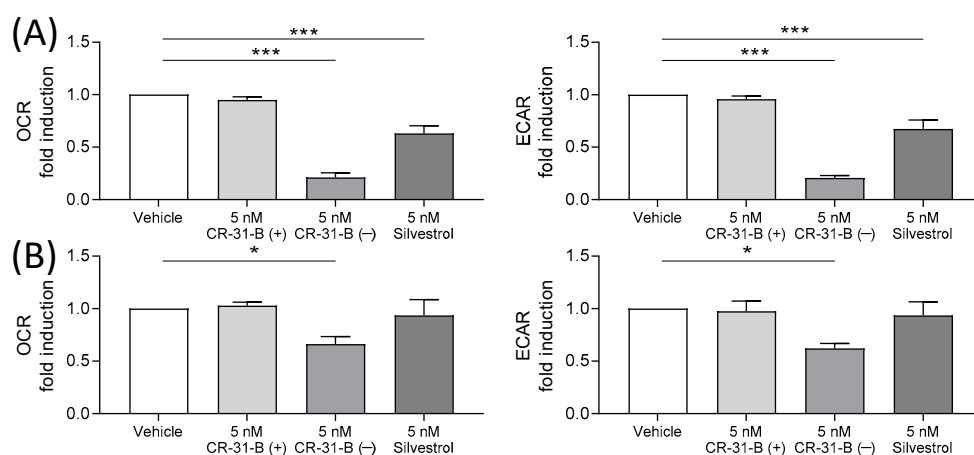 (A)
***
***
1.5
1.0
0.5
0.0
OCR
fold induction
Vehicle
5 nM
CR-31-B (+)
5 nM
CR-31-B (−)
5 nM
Silvestrol
***
***
1.5
1.0
0.5
0.0
ECAR
fold induction
Vehicle
5 nM
CR-31-B (+)
5 nM
CR-31-B (−)
5 nM
Silvestrol
(B)
*
1.5
1.0
0.5
0.0
OCR
fold induction
Vehicle
5 nM
CR-31-B (+)
5 nM
CR-31-B (−)
5 nM
Silvestrol
*
1.5
1.0
0.5
0.0
ECAR
fold induction
Vehicle
5 nM
CR-31-B (+)
5 nM
CR-31-B (−)
5 nM
Silvestrol